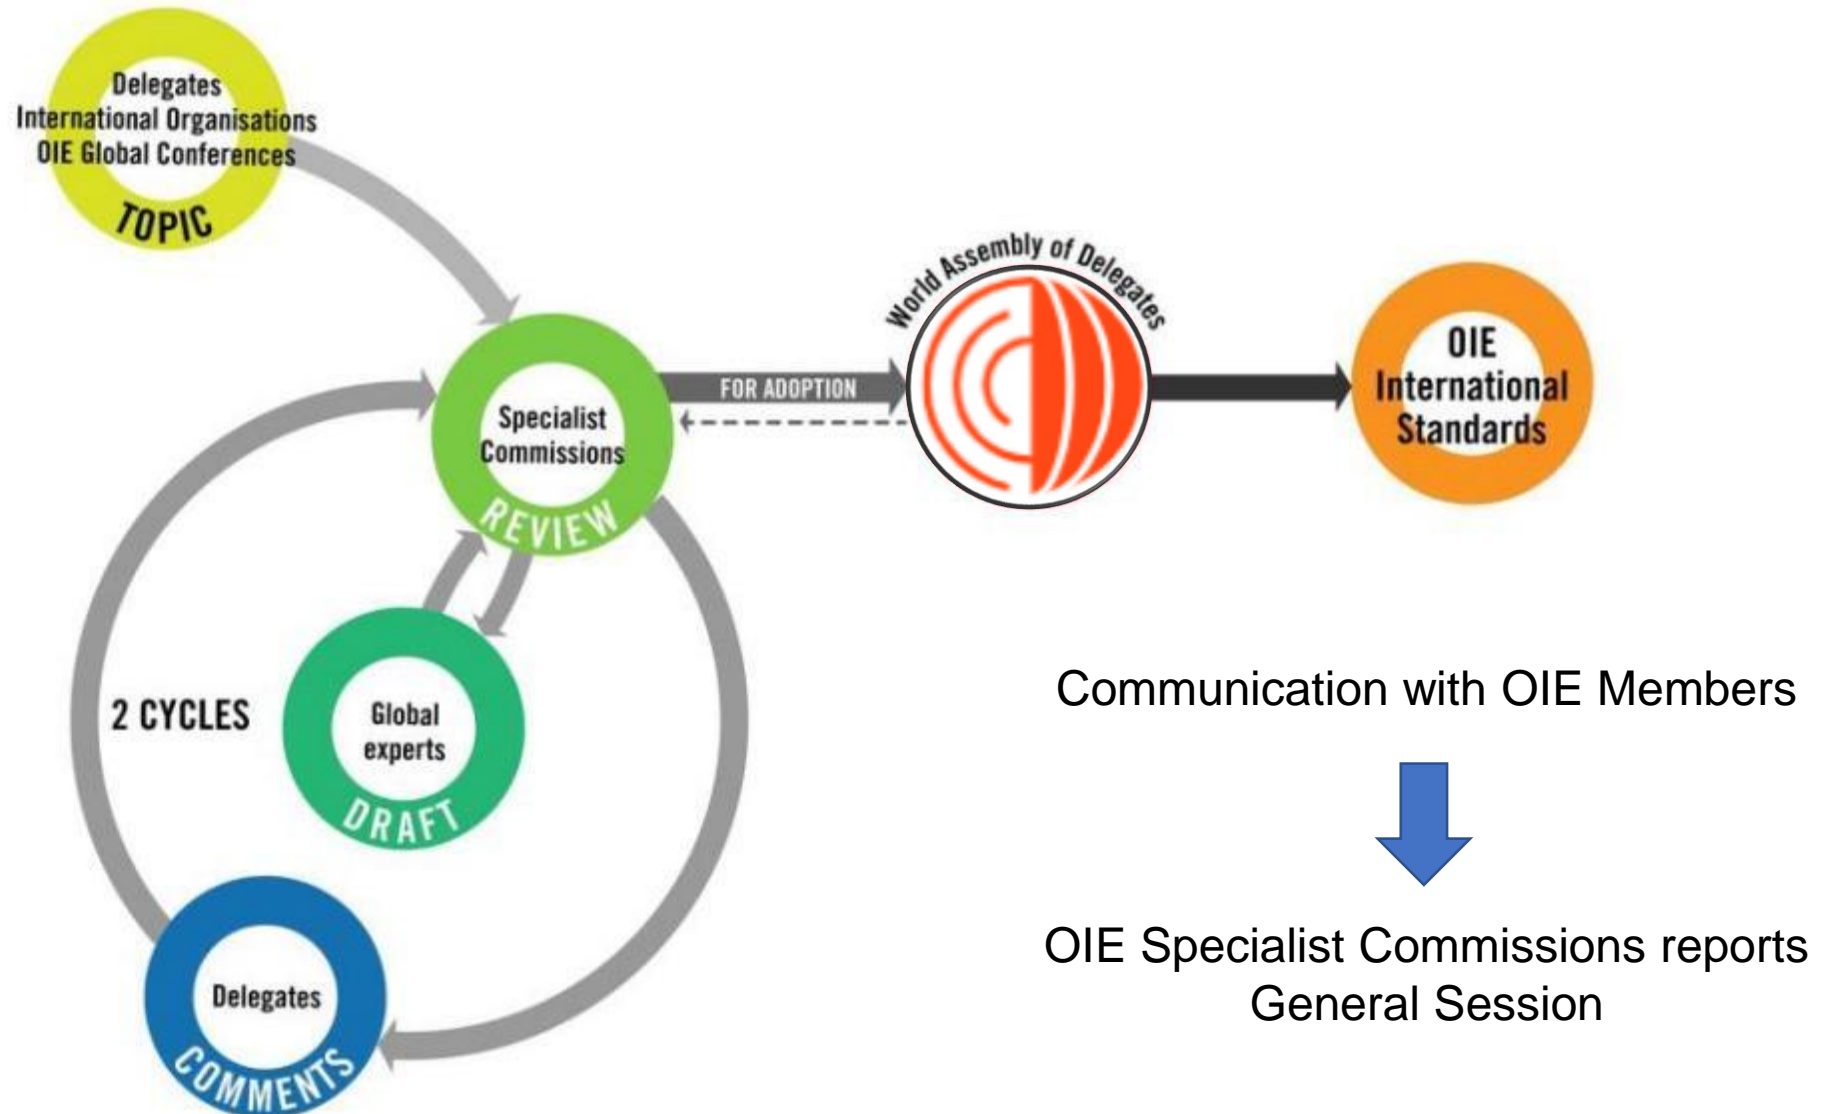 Delegates
International Organisations
OIE Global Conferences
TOPIC
Specialist
Commissions
REVIEW
FOR ADOPTION
World Assembly of Delegates
OIE
International
Standards
2 CYCLES
Global
experts
DRAFT
Delegates
COMMENTS
Communication with OIE Members
OIE Specialist Commissions reports
General Session